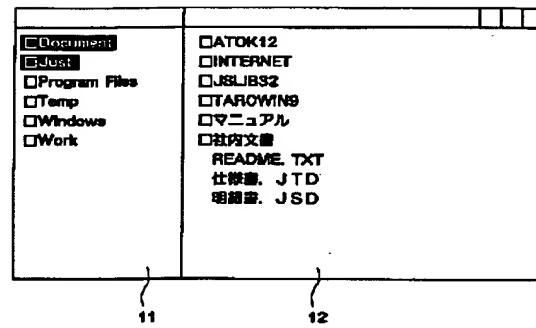 □Document
□Just
□Program Files
□Temp
□Windows
□Work
□ATOK12
□INTERNET
□JSLIB32
□TAROWIN9
□マニュアル
□社内文書
README. TXT
仕様書. JTD
明細書. JSD
11
12